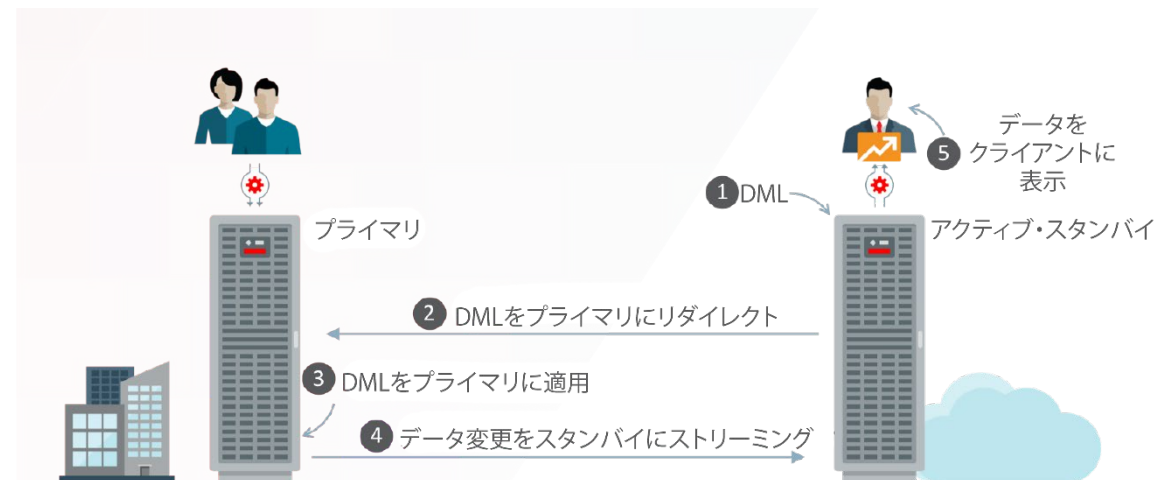 データを
5 クライアントに
表示
1 DML
プライマリ
アクティブ・スタンバイ
2 DMLをプライマリにリダイレクト
3 DMLをプライマリに適用
4 データ変更をスタンバイにストリーミング